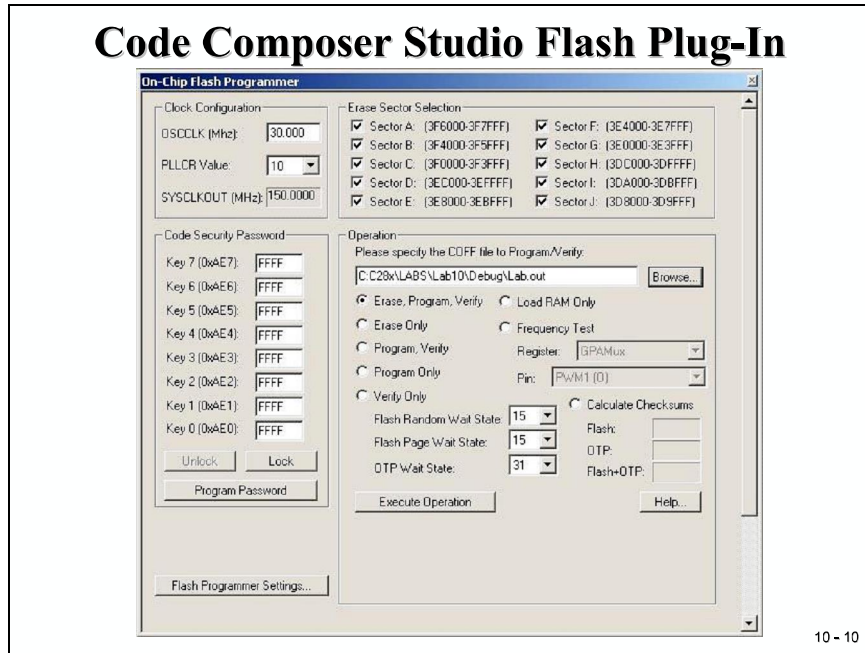 Code Composer Studio Flash Plug-In
On-Chip Flash Programmer
Clock Configuration
OSCCLK (Mhz): 30.000
PLLCR Value: 10
SYSCLKOUT (MHz): 150.0000
Erase Sector Selection
Sector A: (3F6000-3F7FFF) Sector F: (3E4000-3E7FFF)
Sector B: (3F4000-3F5FFF) Sector G: (3E0000-3E3FFF)
Sector C: (3F0000-3F3FFF) Sector H: (3DC000-3DFFFF)
Sector D: (3EC000-3EFFFF) Sector I: (3DA000-3DBFFF)
Sector E: (3E8000-3EBFFF) Sector J: (3D8000-3D9FFF)
Code Security Password
Key 7 (0xAE7): FFFF
Key 6 (0xAE6): FFFF
Key 5 (0xAE5): FFFF
Key 4 (0xAE4): FFFF
Key 3 (0xAE3): FFFF
Key 2 (0xAE2): FFFF
Key 1 (0xAE1): FFFF
Key 0 (0xAE0): FFFF
Unlock Lock
Program Password
Flash Programmer Settings...
Operation
Please specify the COFF file to Program/Verify:
C:C28x\LABS\Lab10\Debug\Lab.out Browse...
Erase, Program, Verify Load RAM Only
Erase Only Frequency Test
Program, Verify Register: GPAMux
Program Only Pin: PWM1 (0)
Verify Only Calculate Checksums
Flash Random Wait State: 15 Flash:
Flash Page Wait State: 15 OTP:
OTP Wait State: 31 Flash+OTP:
Execute Operation Help...
10 - 10